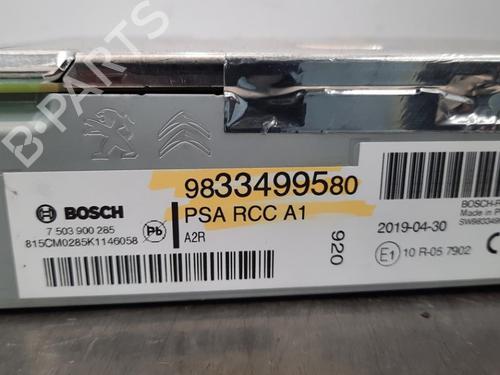 B-PARTS
BOSCH
7 503 900 285
815CM0285K1146058
Pb
9833499580
PSA RCC A1
A2R
920
BOSCH-R
Made in
SW983349
2019-04-30
E1 10 R-05 7902